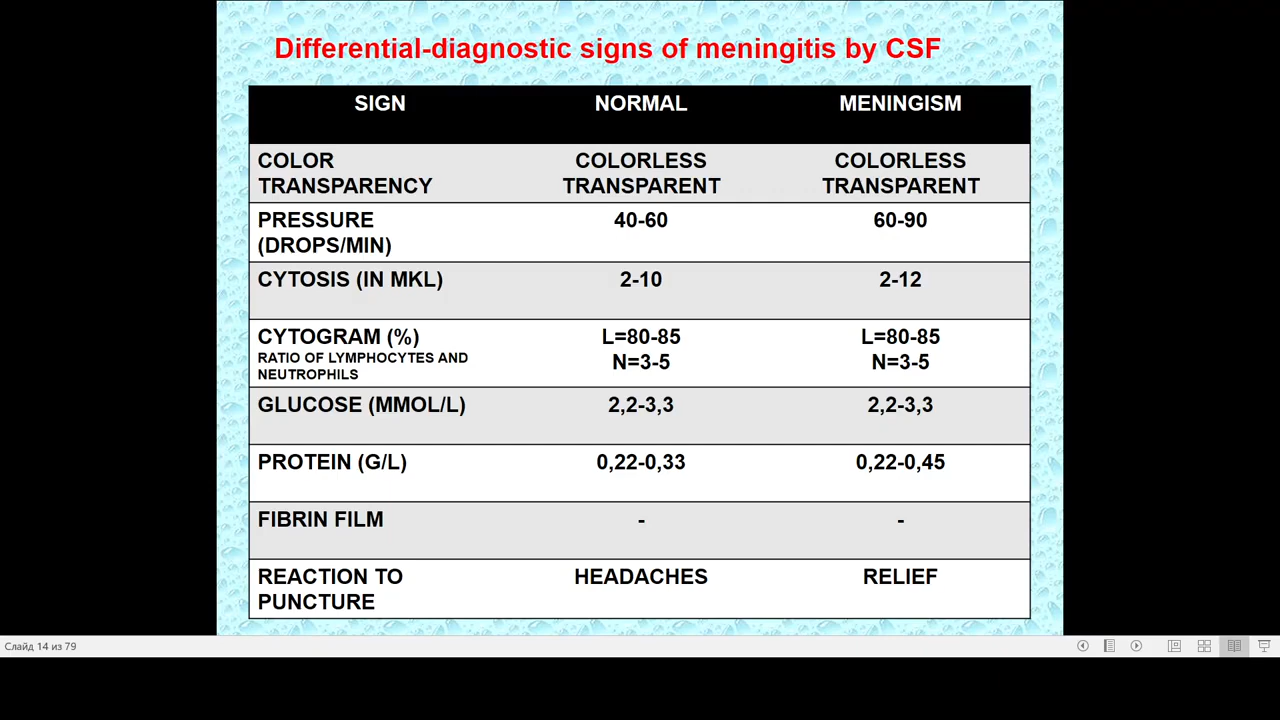 Differential-diagnostic signs of meningitis by CSF
SIGN NORMAL MENINGISM
COLOR COLORLESS COLORLESS
TRANSPARENCY TRANSPARENT TRANSPARENT
PRESSURE 40-60 60-90
(DROPS/MIN)
CYTOSIS (IN MKL) 2-10 2-12
CYTOGRAM (%) L=80-85 L=80-85
RATIO OF LYMPHOCYTES AND N=3-5 N=3-5
NEUTROPHILS
GLUCOSE (MMOL/L) 2,2-3,3 2,2-3,3
PROTEIN (G/L) 0,22-0,33 0,22-0,45
FIBRIN FILM - -
REACTION TO HEADACHES RELIEF
PUNCTURE
Слайд 14 из 79